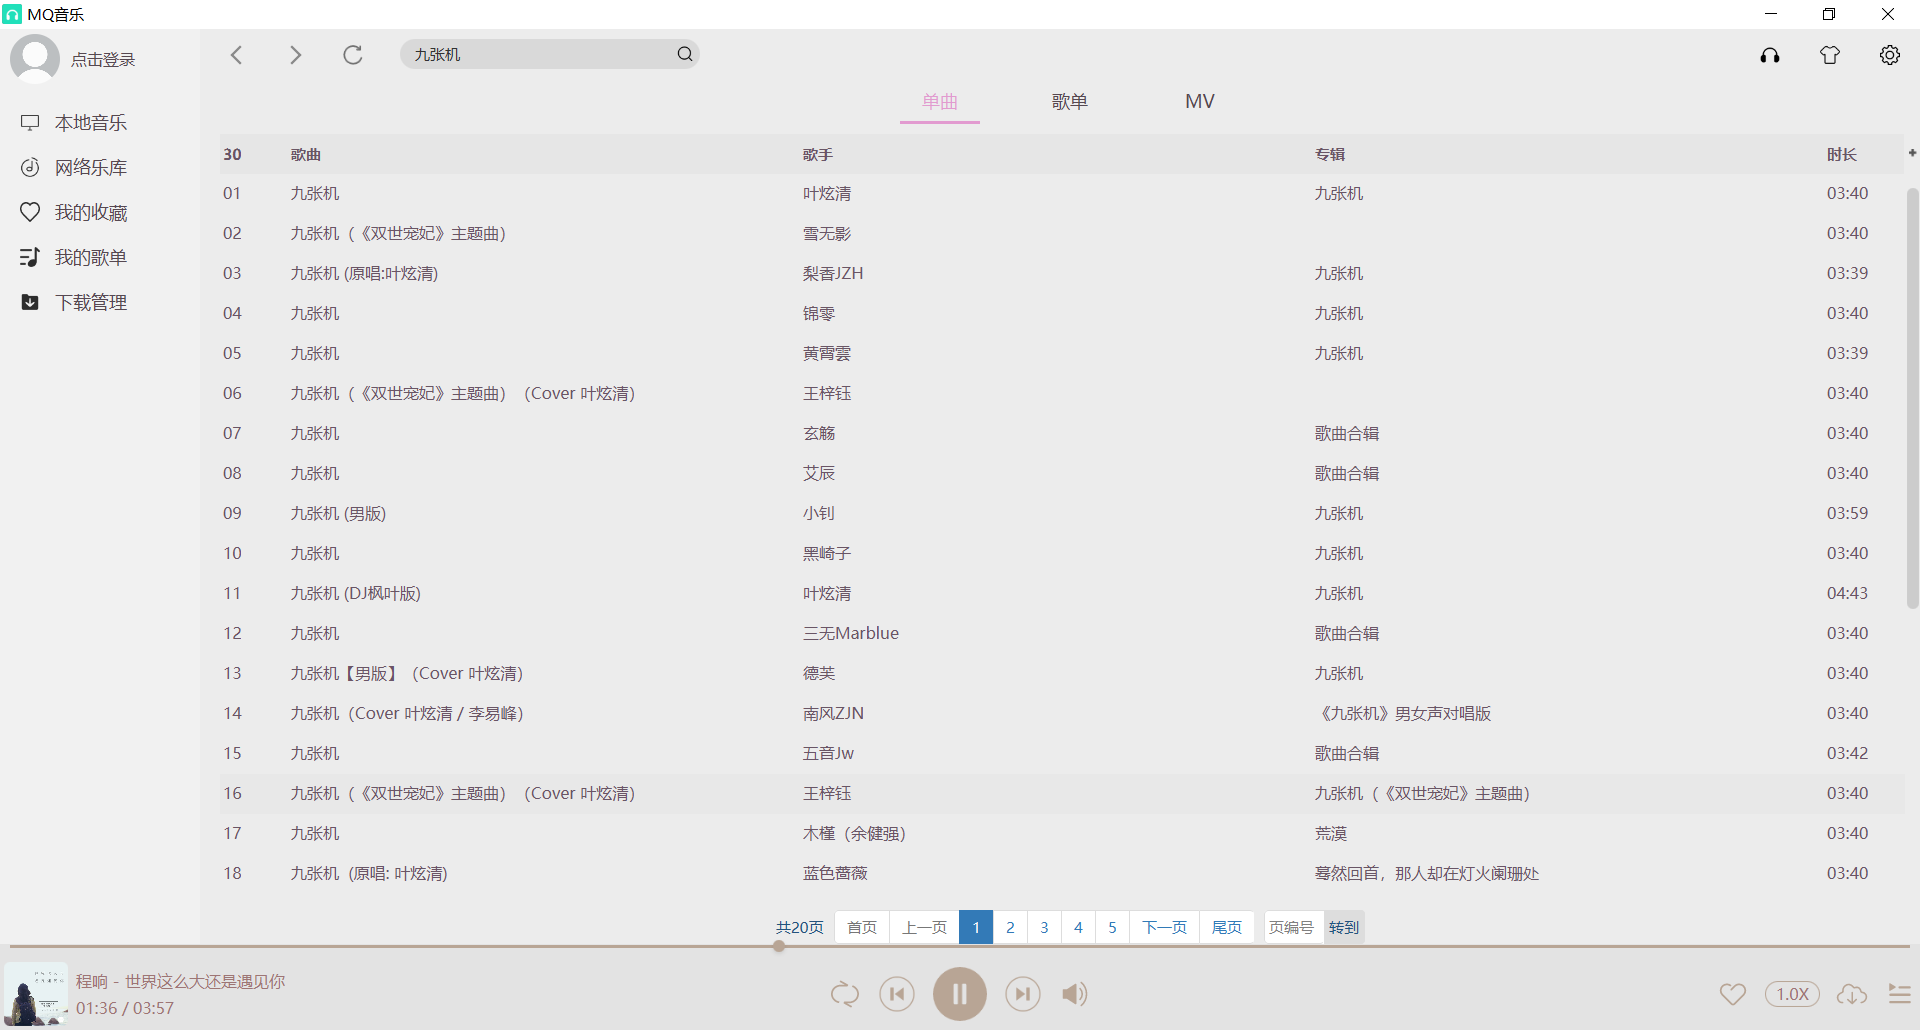 MQ音乐
点击登录
九张机
本地音乐
网络乐库
我的收藏
我的歌单
下载管理
单曲 歌单 MV
30 歌曲 歌手 专辑 时长
01 九张机 叶炫清 九张机 03:40
02 九张机（《双世宠妃》主题曲） 雪无影 03:40
03 九张机 (原唱:叶炫清) 梨香JZH 九张机 03:39
04 九张机 锦零 九张机 03:40
05 九张机 黄霄雲 九张机 03:39
06 九张机（《双世宠妃》主题曲）（Cover 叶炫清） 王梓钰 03:40
07 九张机 玄觞 歌曲合辑 03:40
08 九张机 艾辰 歌曲合辑 03:40
09 九张机 (男版) 小钊 九张机 03:59
10 九张机 黑崎子 九张机 03:40
11 九张机 (DJ枫叶版) 叶炫清 九张机 04:43
12 九张机 三无Marblue 歌曲合辑 03:40
13 九张机【男版】（Cover 叶炫清） 德芙 九张机 03:40
14 九张机（Cover 叶炫清 / 李易峰） 南风ZJN 《九张机》男女声对唱版 03:40
15 九张机 五音Jw 歌曲合辑 03:42
16 九张机（《双世宠妃》主题曲）（Cover 叶炫清） 王梓钰 九张机（《双世宠妃》主题曲） 03:40
17 九张机 木槿（余健强） 荒漠 03:40
18 九张机 (原唱: 叶炫清) 蓝色蔷薇 蓦然回首，那人却在灯火阑珊处 03:40
共20页 首页 上一页 1 2 3 4 5 下一页 尾页 页编号 转到
程响 - 世界这么大还是遇见你
01:36 / 03:57
1.0X